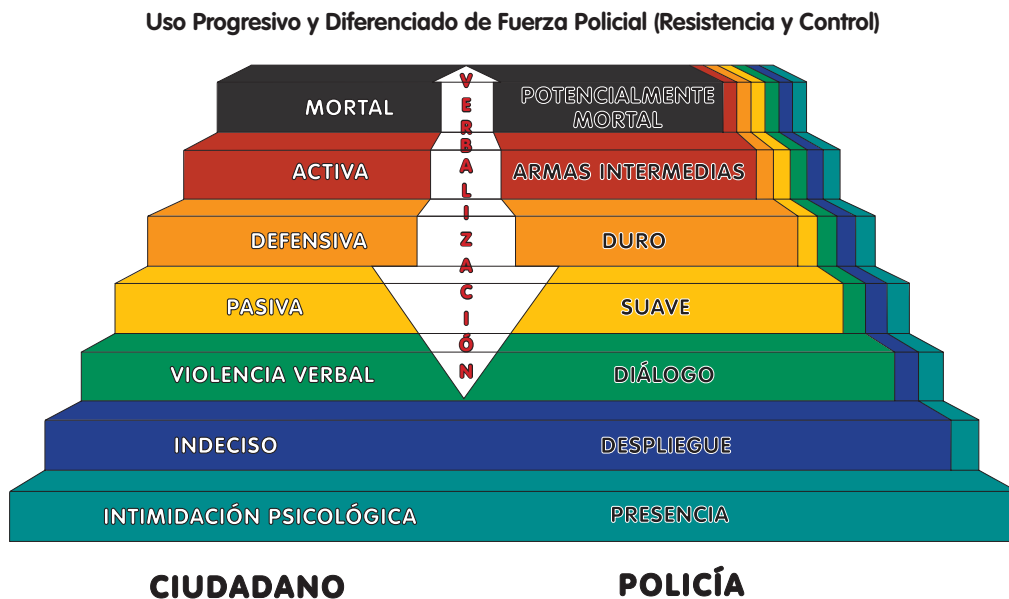 Uso Progresivo y Diferenciado de Fuerza Policial (Resistencia y Control)
VERBALIZACIÓN
MORTAL
POTENCIALMENTE
MORTAL
ACTIVA
ARMAS INTERMEDIAS
DEFENSIVA
DURO
PASIVA
SUAVE
VIOLENCIA VERBAL
DIÁLOGO
INDECISO
DESPLIEGUE
INTIMIDACIÓN PSICOLÓGICA
PRESENCIA
CIUDADANO
POLICÍA